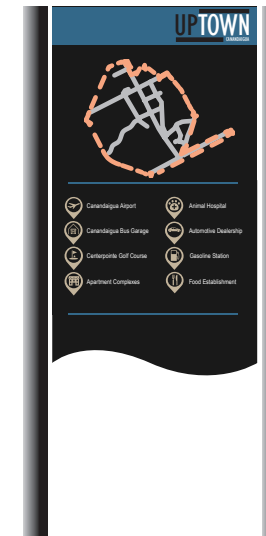 UPTOWN
CANANDAIGUA
Canandaigua Airport
Animal Hospital
Canandaigua Bus Garage
Automotive Dealership
Centerpointe Golf Course
Gasoline Station
Apartment Complexes
Food Establishment